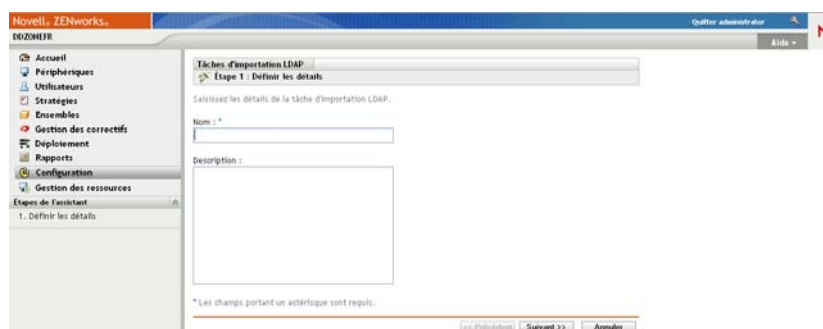 Novell. ZENworks.
Quitter administrator
DDZONEFR
Aide
Accueil
Périphériques
Utilisateurs
Stratégies
Ensembles
Gestion des correctifs
Déploiement
Rapports
Configuration
Gestion des ressources
Étapes de l'assistant
1. Définir les détails
Tâches d'importation LDAP
Étape 1 : Définir les détails
Saisissez les détails de la tâche d'importation LDAP.
Nom : *
Description :
* Les champs portant un astérisque sont requis.
<< Précédent Suivant >> Annuler